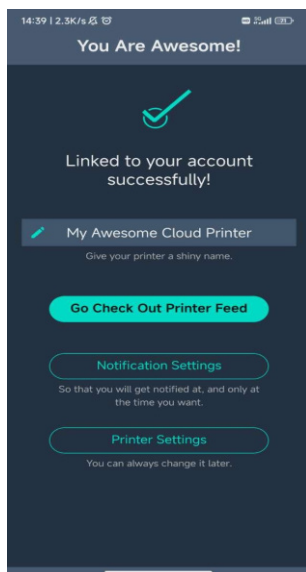 14:39 | 2.3K/s
You Are Awesome!
Linked to your account
successfully!
My Awesome Cloud Printer
Give your printer a shiny name.
Go Check Out Printer Feed
Notification Settings
So that you will get notified at, and only at
the time you want.
Printer Settings
You can always change it later.